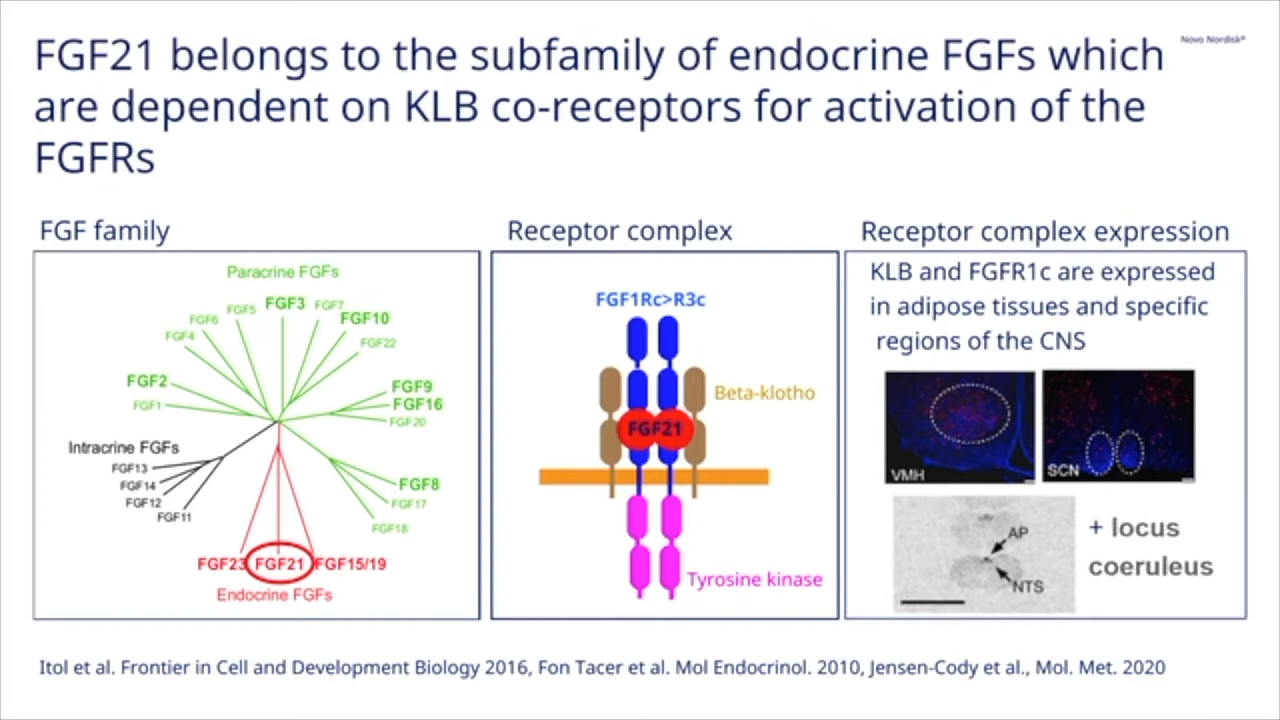 FGF21 belongs to the subfamily of endocrine FGFs which
are dependent on KLB co-receptors for activation of the
FGFRs
Novo Nordisk®
FGF family
Paracrine FGFs
FGF3
FGF7
FGF5
FGF10
FGF6
FGF4
FGF22
FGF2
FGF9
FGF1
FGF16
FGF20
Intracrine FGFs
FGF13
FGF14
FGF12
FGF11
FGF8
FGF17
FGF18
FGF23
FGF21
FGF15/19
Endocrine FGFs
Receptor complex
FGF1Rc>R3c
Beta-klotho
FGF21
Tyrosine kinase
Receptor complex expression
KLB and FGFR1c are expressed
in adipose tissues and specific
regions of the CNS
VMH
SCN
AP
NTS
+ locus
coeruleus
Itol et al. Frontier in Cell and Development Biology 2016, Fon Tacer et al. Mol Endocrinol. 2010, Jensen-Cody et al., Mol. Met. 2020